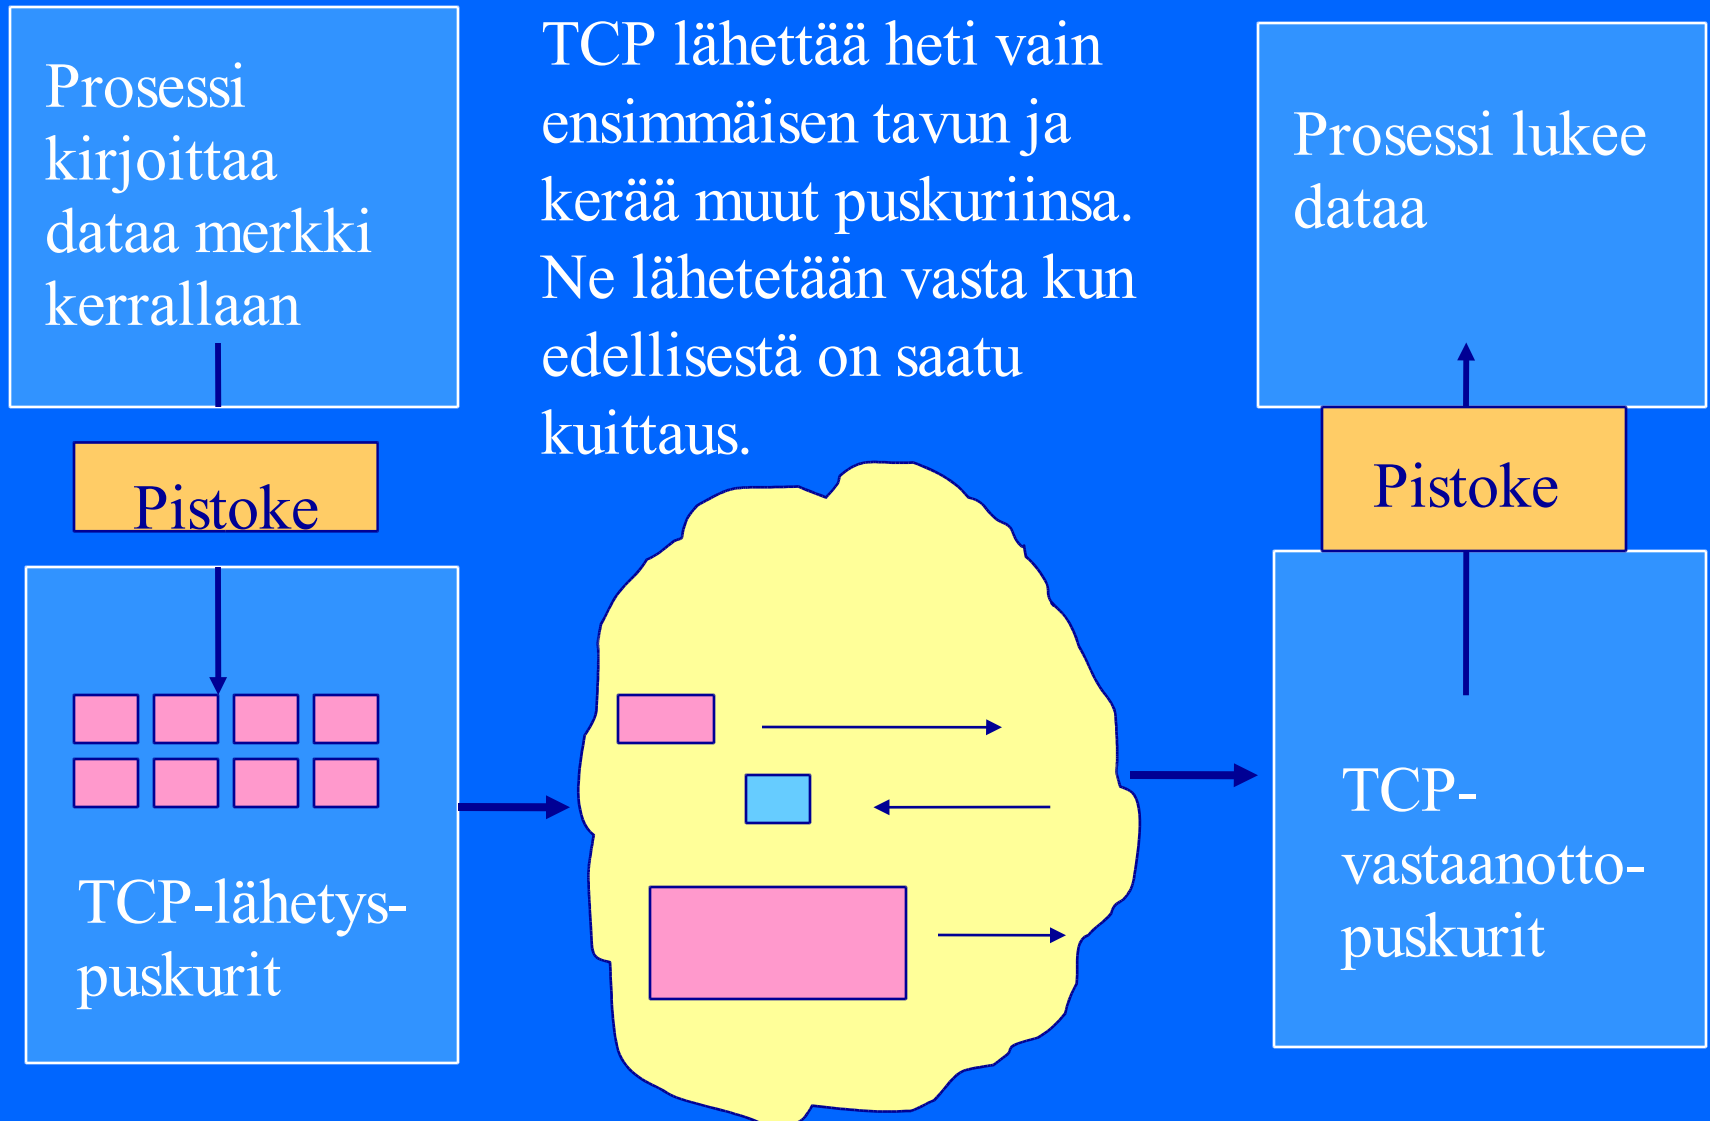 Prosessi
kirjoittaa
dataa merkki
kerrallaan
Pistoke
TCP-lähetys-
puskurit
TCP lähettää heti vain
ensimmäisen tavun ja
kerää muut puskuriinsa.
Ne lähetetään vasta kun
edellisestä on saatu
kuittaus.
Prosessi lukee
dataa
Pistoke
TCP-
vastaanotto-
puskurit